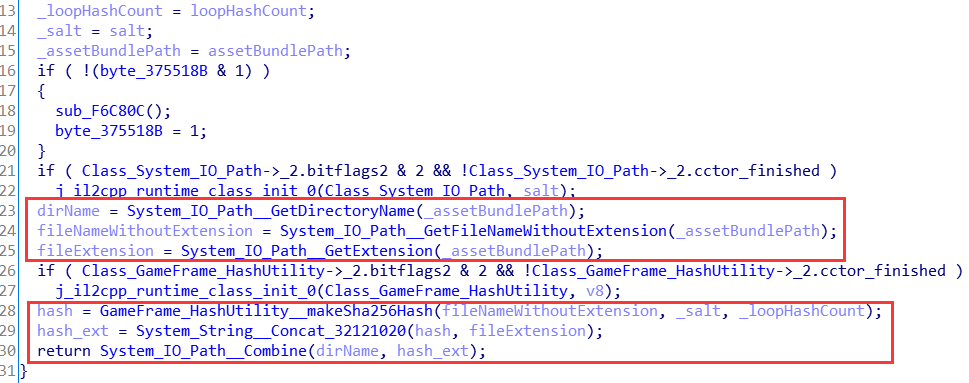 13 _loopHashCount = loopHashCount;
14 _salt = salt;
15 _assetBundlePath = assetBundlePath;
16 if ( !(byte_375518B & 1) )
17 {
18 sub_F6C80C();
19 byte_375518B = 1;
20 }
21 if ( Class_System_IO_Path->_2.bitflags2 & 2 && !Class_System_IO_Path->_2.cctor_finished )
22 j_il2cpp_runtime_class_init_0(Class_System_IO_Path, salt);
23 dirName = System_IO_Path__GetDirectoryName(_assetBundlePath);
24 fileNameWithoutExtension = System_IO_Path__GetFileNameWithoutExtension(_assetBundlePath);
25 fileExtension = System_IO_Path__GetExtension(_assetBundlePath);
26 if ( Class_GameFrame_HashUtility->_2.bitflags2 & 2 && !Class_GameFrame_HashUtility->_2.cctor_finished )
27 j_il2cpp_runtime_class_init_0(Class_GameFrame_HashUtility, v8);
28 hash = GameFrame_HashUtility__makeSha256Hash(fileNameWithoutExtension, _salt, _loopHashCount);
29 hash_ext = System_String__Concat_32121020(hash, fileExtension);
30 return System_IO_Path__Combine(dirName, hash_ext);
31 }